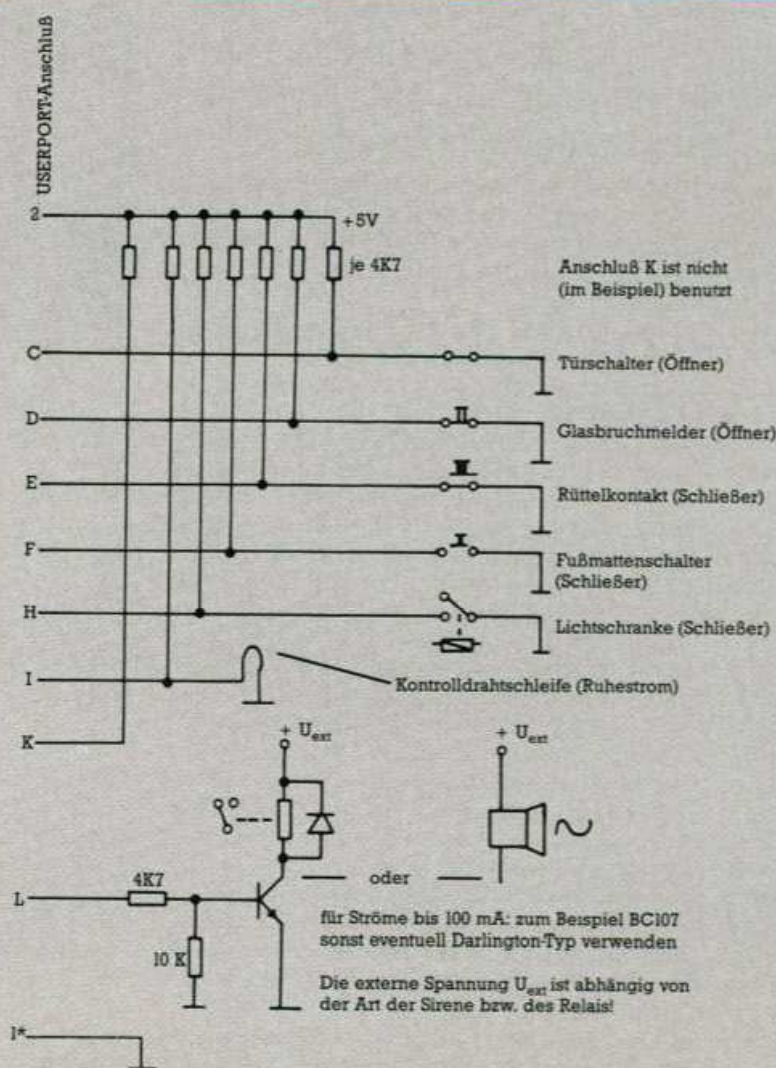 USERPORT-Anschluß
2
+5V
je 4K7
Anschluß K ist nicht
(im Beispiel) benutzt
C
Türschalter (Öffner)
D
Glasbruchmelder (Öffner)
E
Rüttelkontakt (Schließer)
F
Fußmattenschalter
(Schließer)
H
Lichtschranke (Schließer)
I
Kontrolldrahtschleife (Ruhestrom)
K
+ Uext
+ Uext
oder
4K7
L
für Ströme bis 100 mA: zum Beispiel BC107
sonst eventuell Darlington-Typ verwenden
10 K
Die externe Spannung Uext ist abhängig von
der Art der Sirene bzw. des Relais!
1*